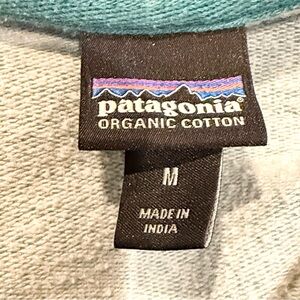 patagonia®
ORGANIC COTTON
M
MADE IN
INDIA